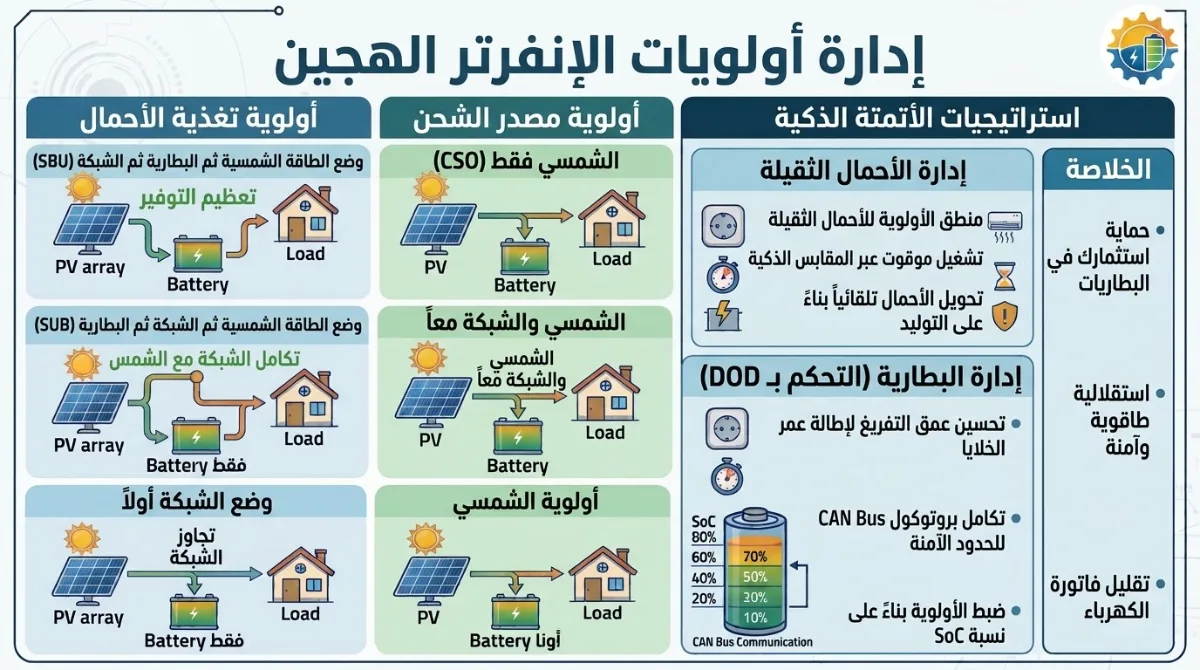 إدارة أولويات الإنفرتر الهجين
أولوية تغذية الأحمال
وضع الطاقة الشمسية ثم البطارية ثم الشبكة (SBU)
تعظيم التوفير
PV array
Battery
Load
وضع الطاقة الشمسية ثم الشبكة ثم البطارية (SUB)
تكامل الشبكة مع الشمس
PV array
Battery فقط
Load
وضع الشبكة أولاً
تجاوز
الشبكة
PV array
Battery فقط
Load
أولوية مصدر الشحن
الشمسي فقط (CSO)
PV
Battery
Load
الشمسي والشبكة معاً
الشمسي
والشبكة معاً
PV
Battery
Load
أولوية الشمسي
PV
Battery أونا
Load
استراتيجيات الأتمتة الذكية
إدارة الأحمال الثقيلة
منطق الأولوية للأحمال الثقيلة
تشغيل موقوت عبر المقابس الذكية
تحويل الأحمال تلقائياً بناءً
على التوليد
إدارة البطارية (التحكم بـ DOD)
• تحسين عمق التفريغ لإطالة عمر
الخلايا
• تكامل بروتوكول CAN Bus
للحدود الآمنة
• ضبط الأولوية بناءً على
نسبة SoC
SoC
80%
60%
40%
20%
70%
50%
30%
10%
CAN Bus Communication
الخلاصة
• حماية
استثمارك في
البطاريات
• استقلالية
طاقوية
وآمنة
• تقليل فاتورة
الكهرباء